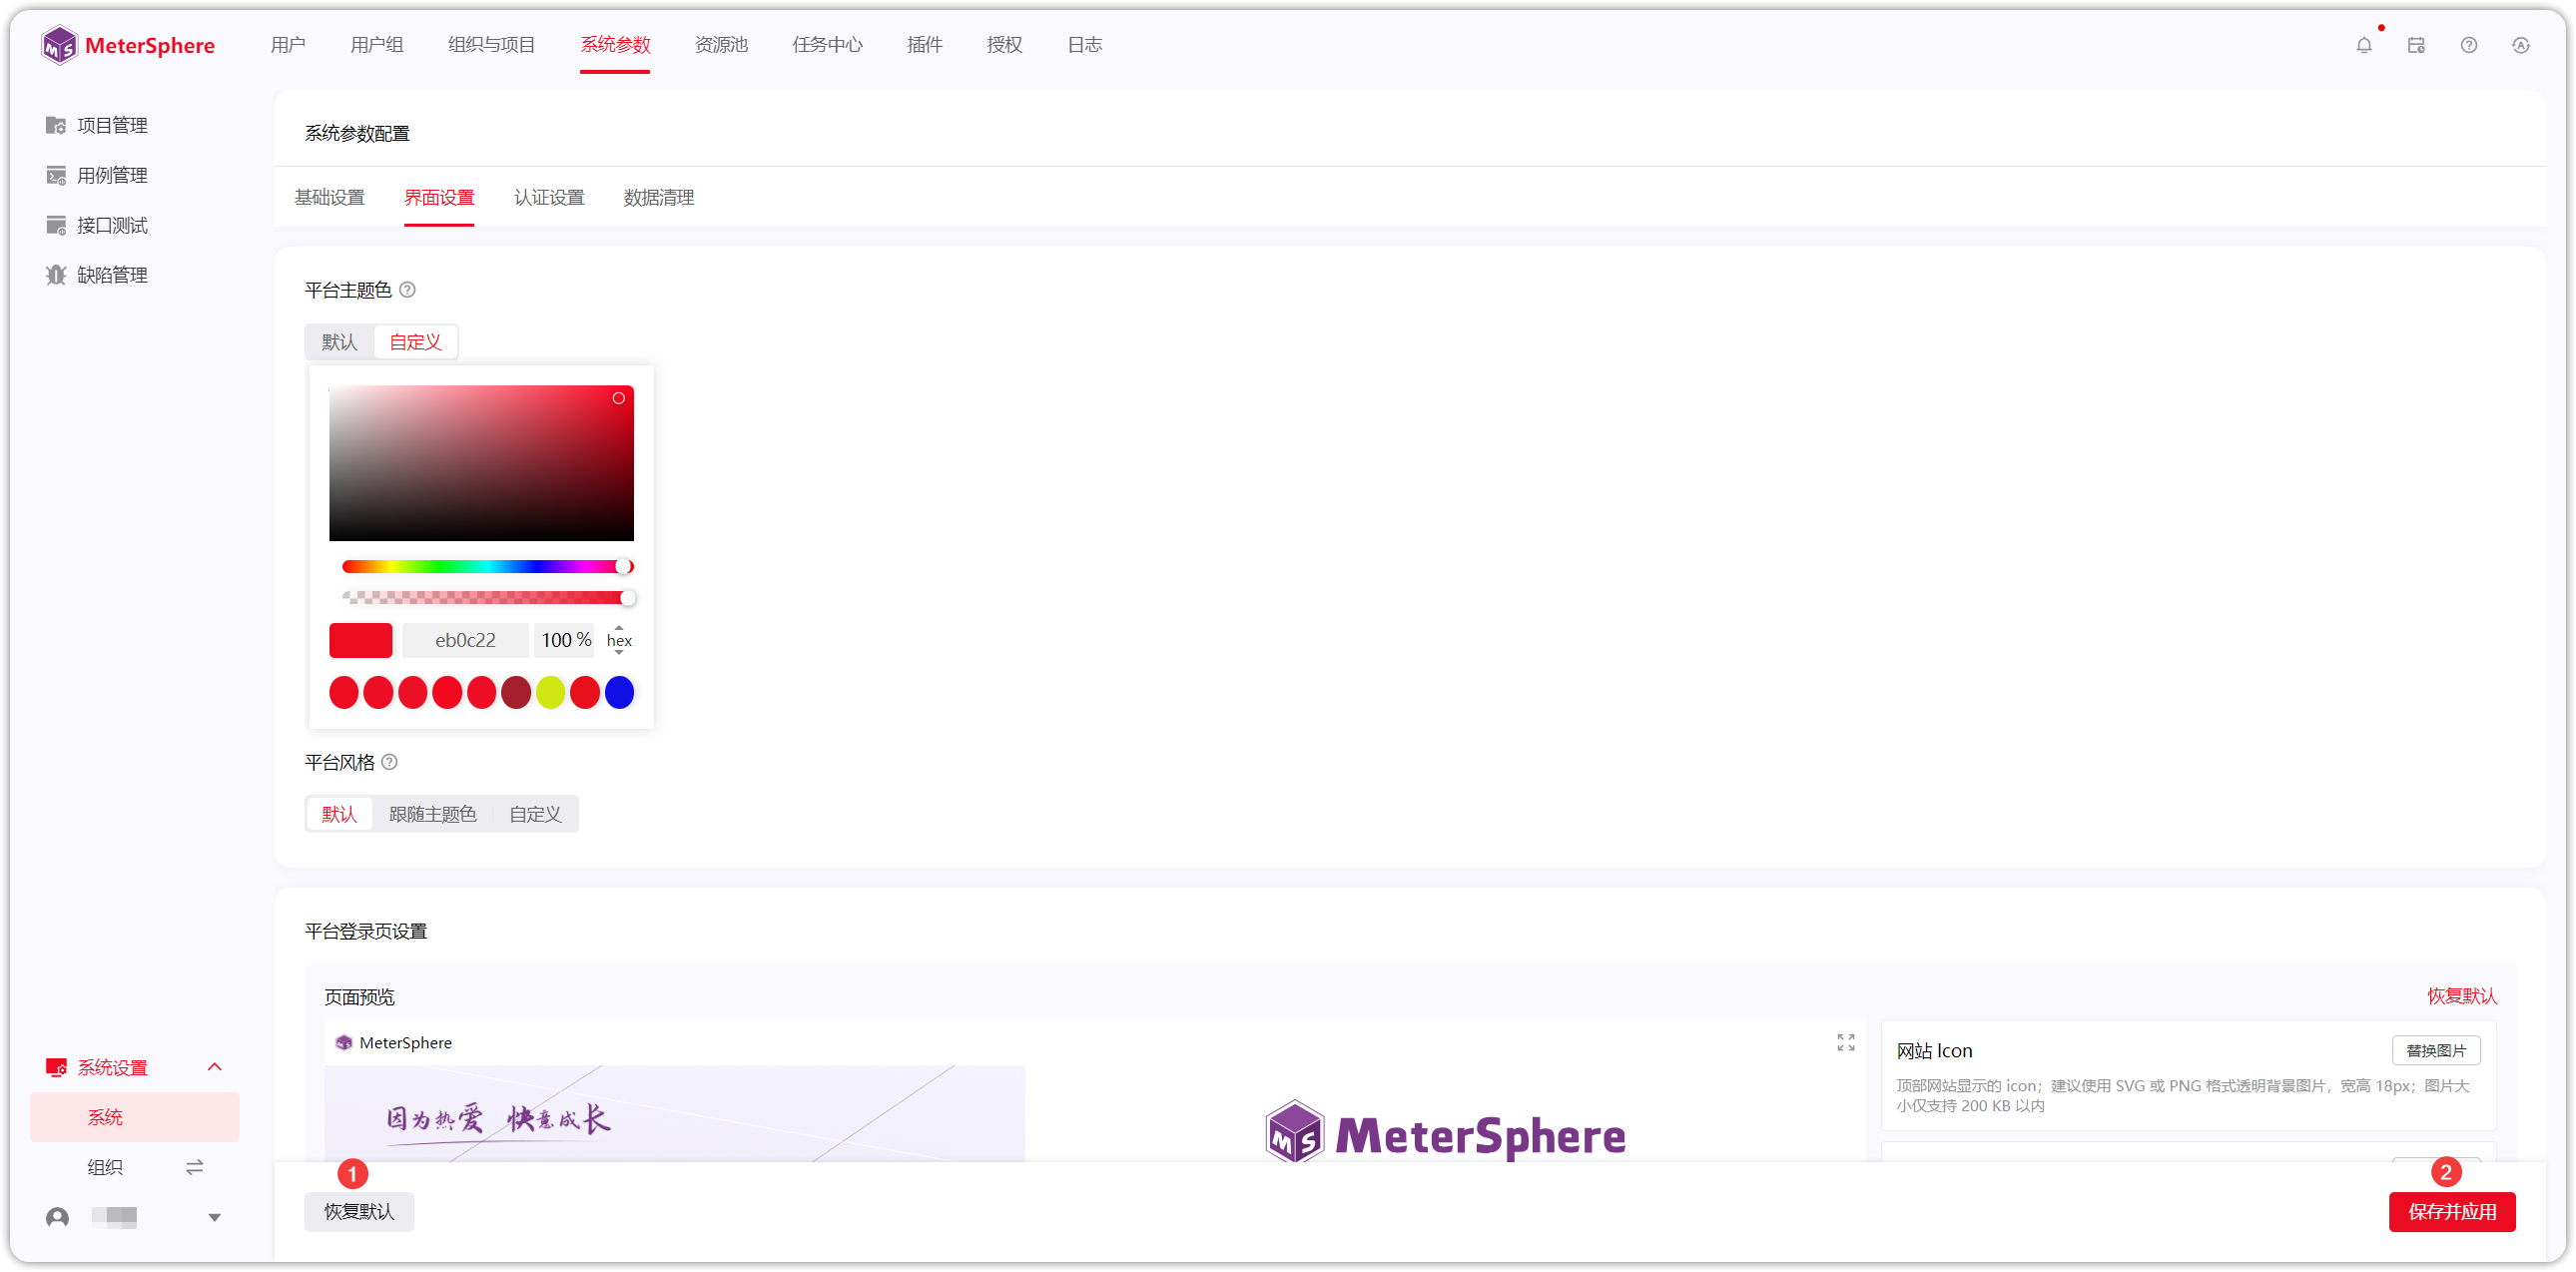 MeterSphere
用户 用户组 组织与项目 系统参数 资源池 任务中心 插件 授权 日志
项目管理
用例管理
接口测试
缺陷管理
系统参数配置
基础设置 界面设置 认证设置 数据清理
平台主题色
默认 自定义
eb0c22 100 % hex
平台风格
默认 跟随主题色 自定义
平台登录页设置
页面预览 恢复默认
MeterSphere
因为热爱 快意成长
MS MeterSphere
网站 Icon 替换图片
顶部网站显示的 icon；建议使用 SVG 或 PNG 格式透明背景图片，宽高 18px；图片大
小仅支持 200 KB 以内
系统设置
系统
组织
1
恢复默认
2
保存并应用